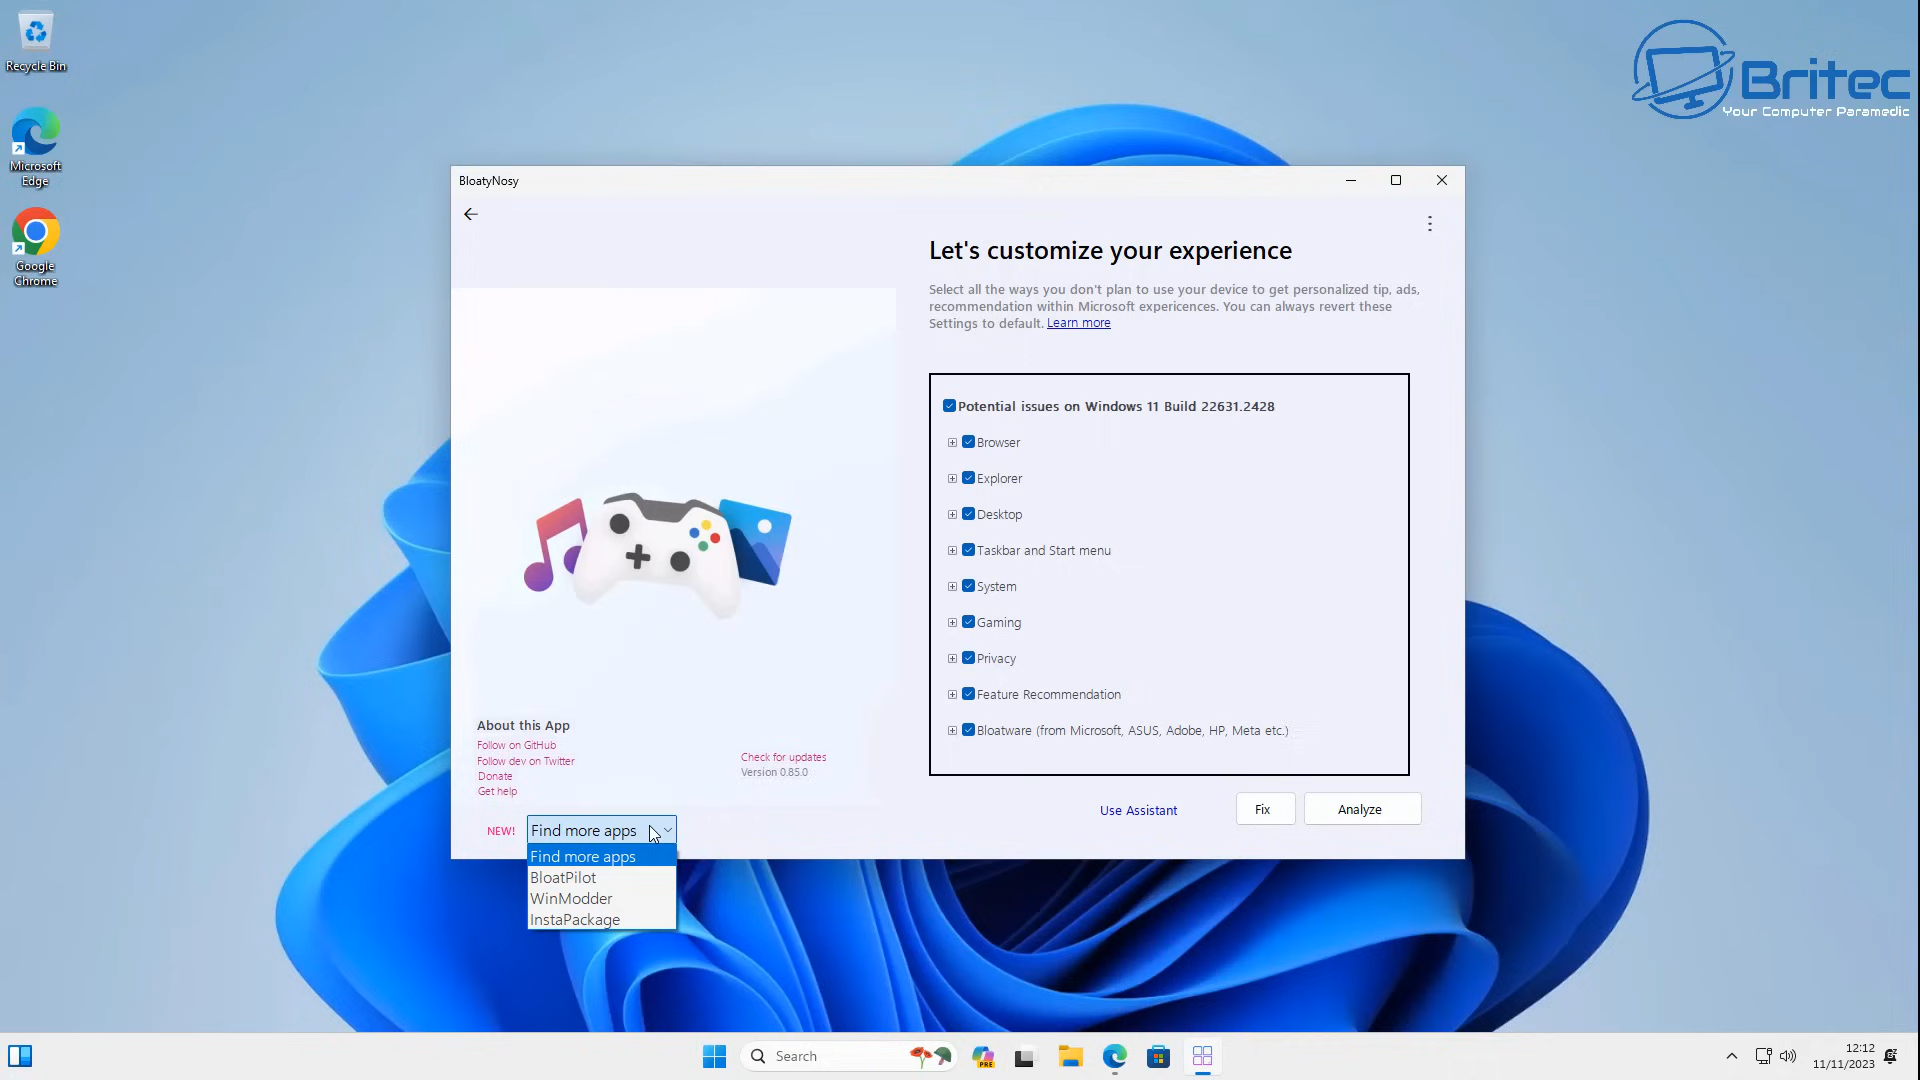 Recycle Bin
Microsoft
Edge
Google
Chrome
Britec
Your Computer Paramedic
BloatyNosy
Let's customize your experience
Select all the ways you don't plan to use your device to get personalized tip, ads,
recommendation within Microsoft expericences. You can always revert these
Settings to default. Learn more
Potential issues on Windows 11 Build 22631.2428
Browser
Explorer
Desktop
Taskbar and Start menu
System
Gaming
Privacy
Feature Recommendation
Bloatware (from Microsoft, ASUS, Adobe, HP, Meta etc.)
About this App
Follow on GitHub
Follow dev on Twitter
Donate
Get help
Check for updates
Version 0.85.0
Use Assistant
Fix
Analyze
NEW!
Find more apps
Find more apps
BloatPilot
WinModder
InstaPackage
Search
PRE
12:12
11/11/2023